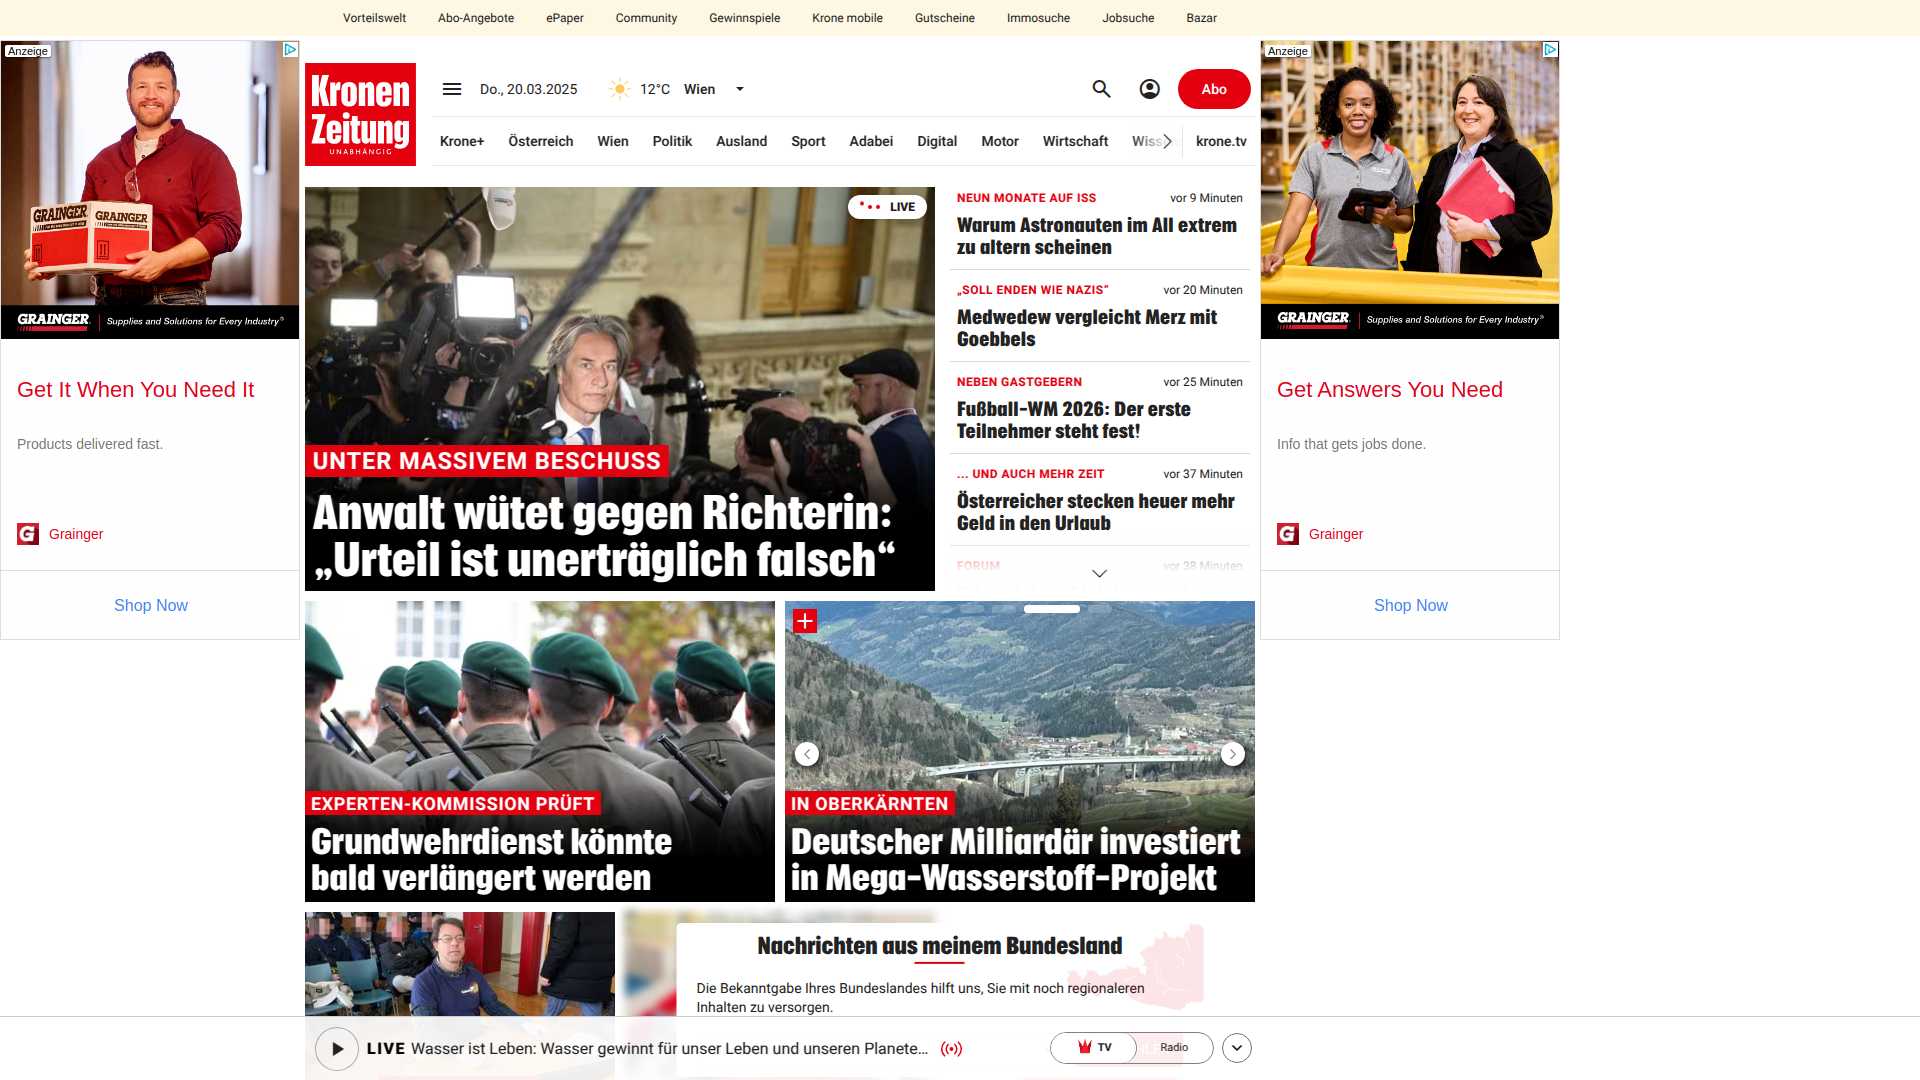 Vorteilswelt Abo-Angebote ePaper Community Gewinnspiele Krone mobile Gutscheine Immosuche Jobsuche Bazar
Anzeige
GRAINGER
GRAINGER
GRAINGER Supplies and Solutions for Every Industry®
Get It When You Need It
Products delivered fast.
G Grainger
Shop Now
Kronen
Zeitung
UNABHÄNGIG
Do., 20.03.2025 12°C Wien
Abo
Krone+ Österreich Wien Politik Ausland Sport Adabei Digital Motor Wirtschaft Wiss krone.tv
LIVE
UNTER MASSIVEM BESCHUSS
Anwalt wütet gegen Richterin:
„Urteil ist unerträglich falsch“
NEUN MONATE AUF ISS vor 9 Minuten
Warum Astronauten im All extrem
zu altern scheinen
„SOLL ENDEN WIE NAZIS“ vor 20 Minuten
Medwedew vergleicht Merz mit
Goebbels
NEBEN GASTGEBERN vor 25 Minuten
Fußball-WM 2026: Der erste
Teilnehmer steht fest!
... UND AUCH MEHR ZEIT vor 37 Minuten
Österreicher stecken heuer mehr
Geld in den Urlaub
FORUM vor 38 Minuten
EXPERTEN-KOMMISSION PRÜFT
Grundwehrdienst könnte
bald verlängert werden
IN OBERKÄRNTEN
Deutscher Milliardär investiert
in Mega-Wasserstoff-Projekt
Nachrichten aus meinem Bundesland
Die Bekanntgabe Ihres Bundeslandes hilft uns, Sie mit noch regionaleren
Inhalten zu versorgen.
LIVE Wasser ist Leben: Wasser gewinnt für unser Leben und unseren Planete...
TV Radio
Anzeige
GRAINGER Supplies and Solutions for Every Industry®
Get Answers You Need
Info that gets jobs done.
G Grainger
Shop Now